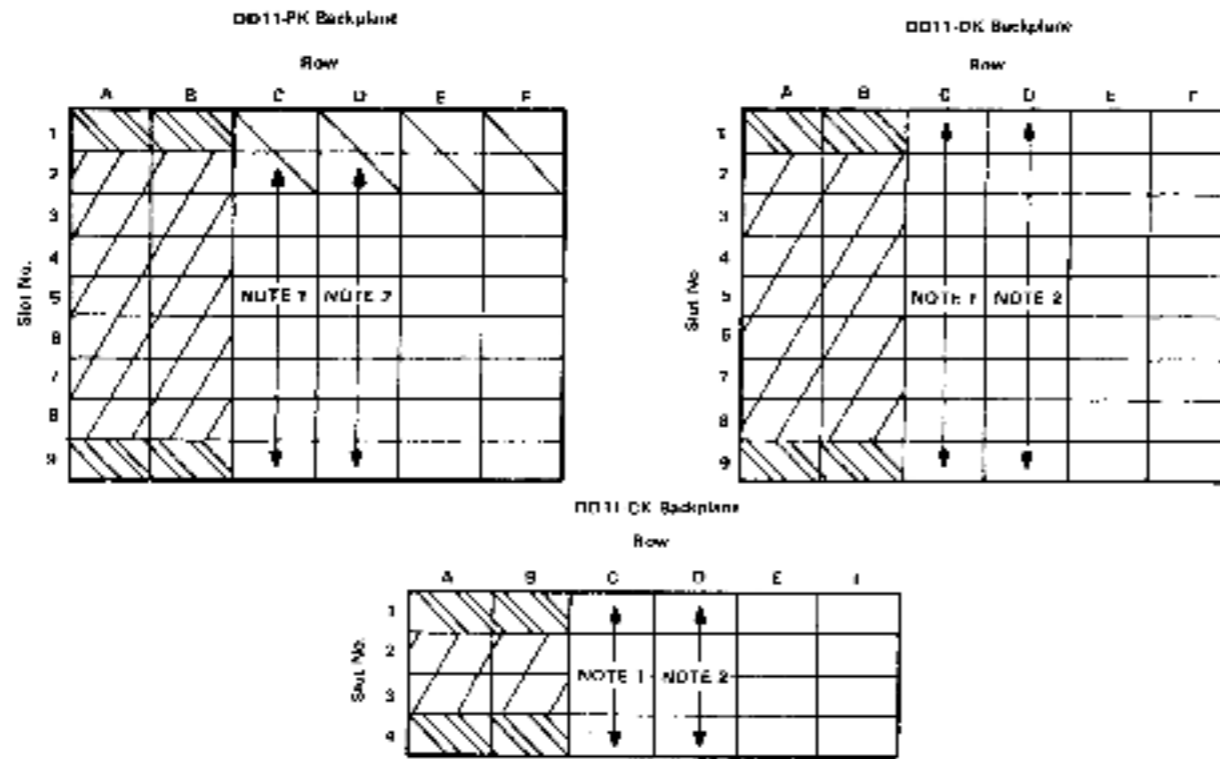 DD11-PK Backplane
Row
A B C D E F
1
2
3
4
5
6
7
8
9
Slot No.
NOTE 1 NOTE 2
DD11-DK Backplane
Row
A B C D E F
1
2
3
4
5
6
7
8
9
Slot No
NOTE 1 NOTE 2
DD11-CK Backplane
Row
A B C D E
1
2
3
4
Slot No.
NOTE 1 NOTE 2